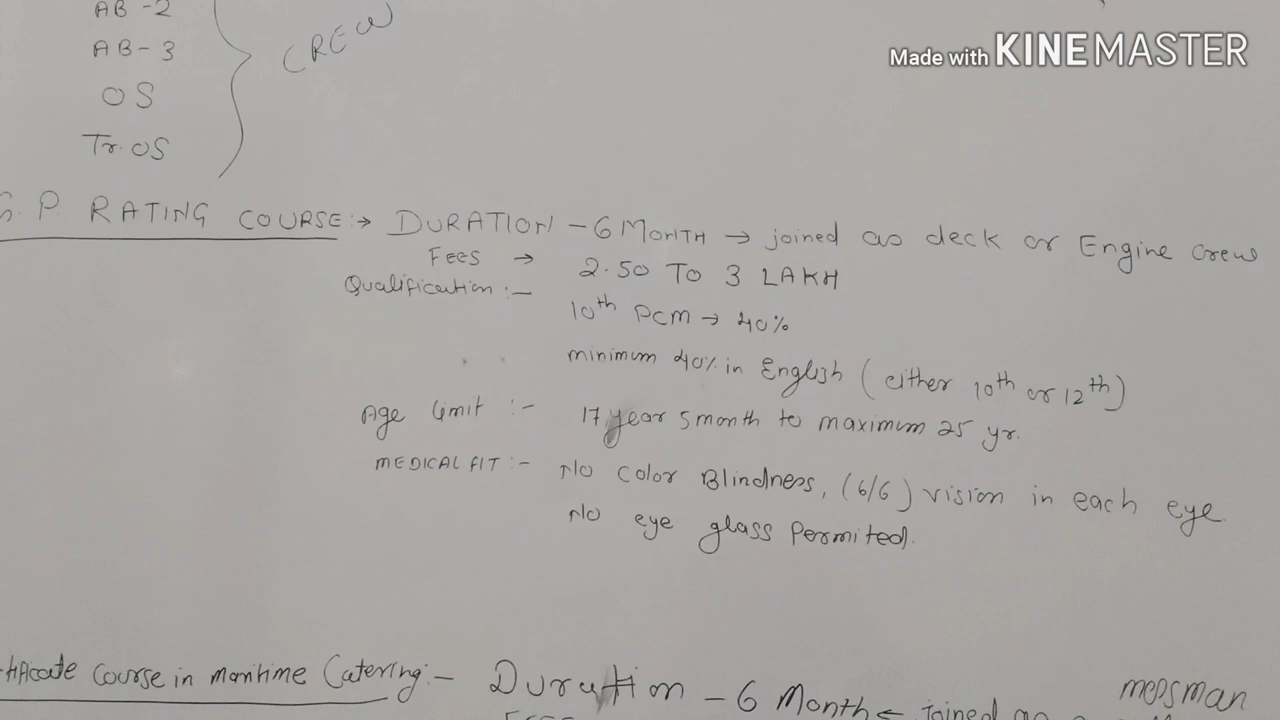 AB-2
AB-3
OS
Tr. OS
CREW
Made with KINEMASTER
G.P. RATING COURSE:→ DURATION - 6 MONTH → joined as deck or Engine crew
Fees → 2.50 TO 3 LAKH
Qualification :- 10th PCM → 40%
minimum 40% in English (either 10th or 12th)
Age limit :- 17 year 5 month to maximum 25 yr.
MEDICAL FIT :- No color Blindness, (6/6) vision in each eye.
No eye glass Permited.
Course in maritime Catering:- Duration - 6 Month ← joined as